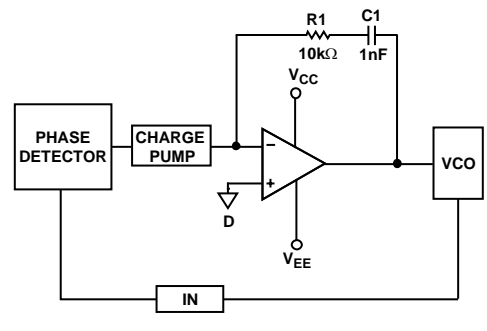 R1
C1
10kΩ
1nF
VCC
PHASE
DETECTOR
CHARGE
PUMP
−
+
VCO
D
VEE
IN